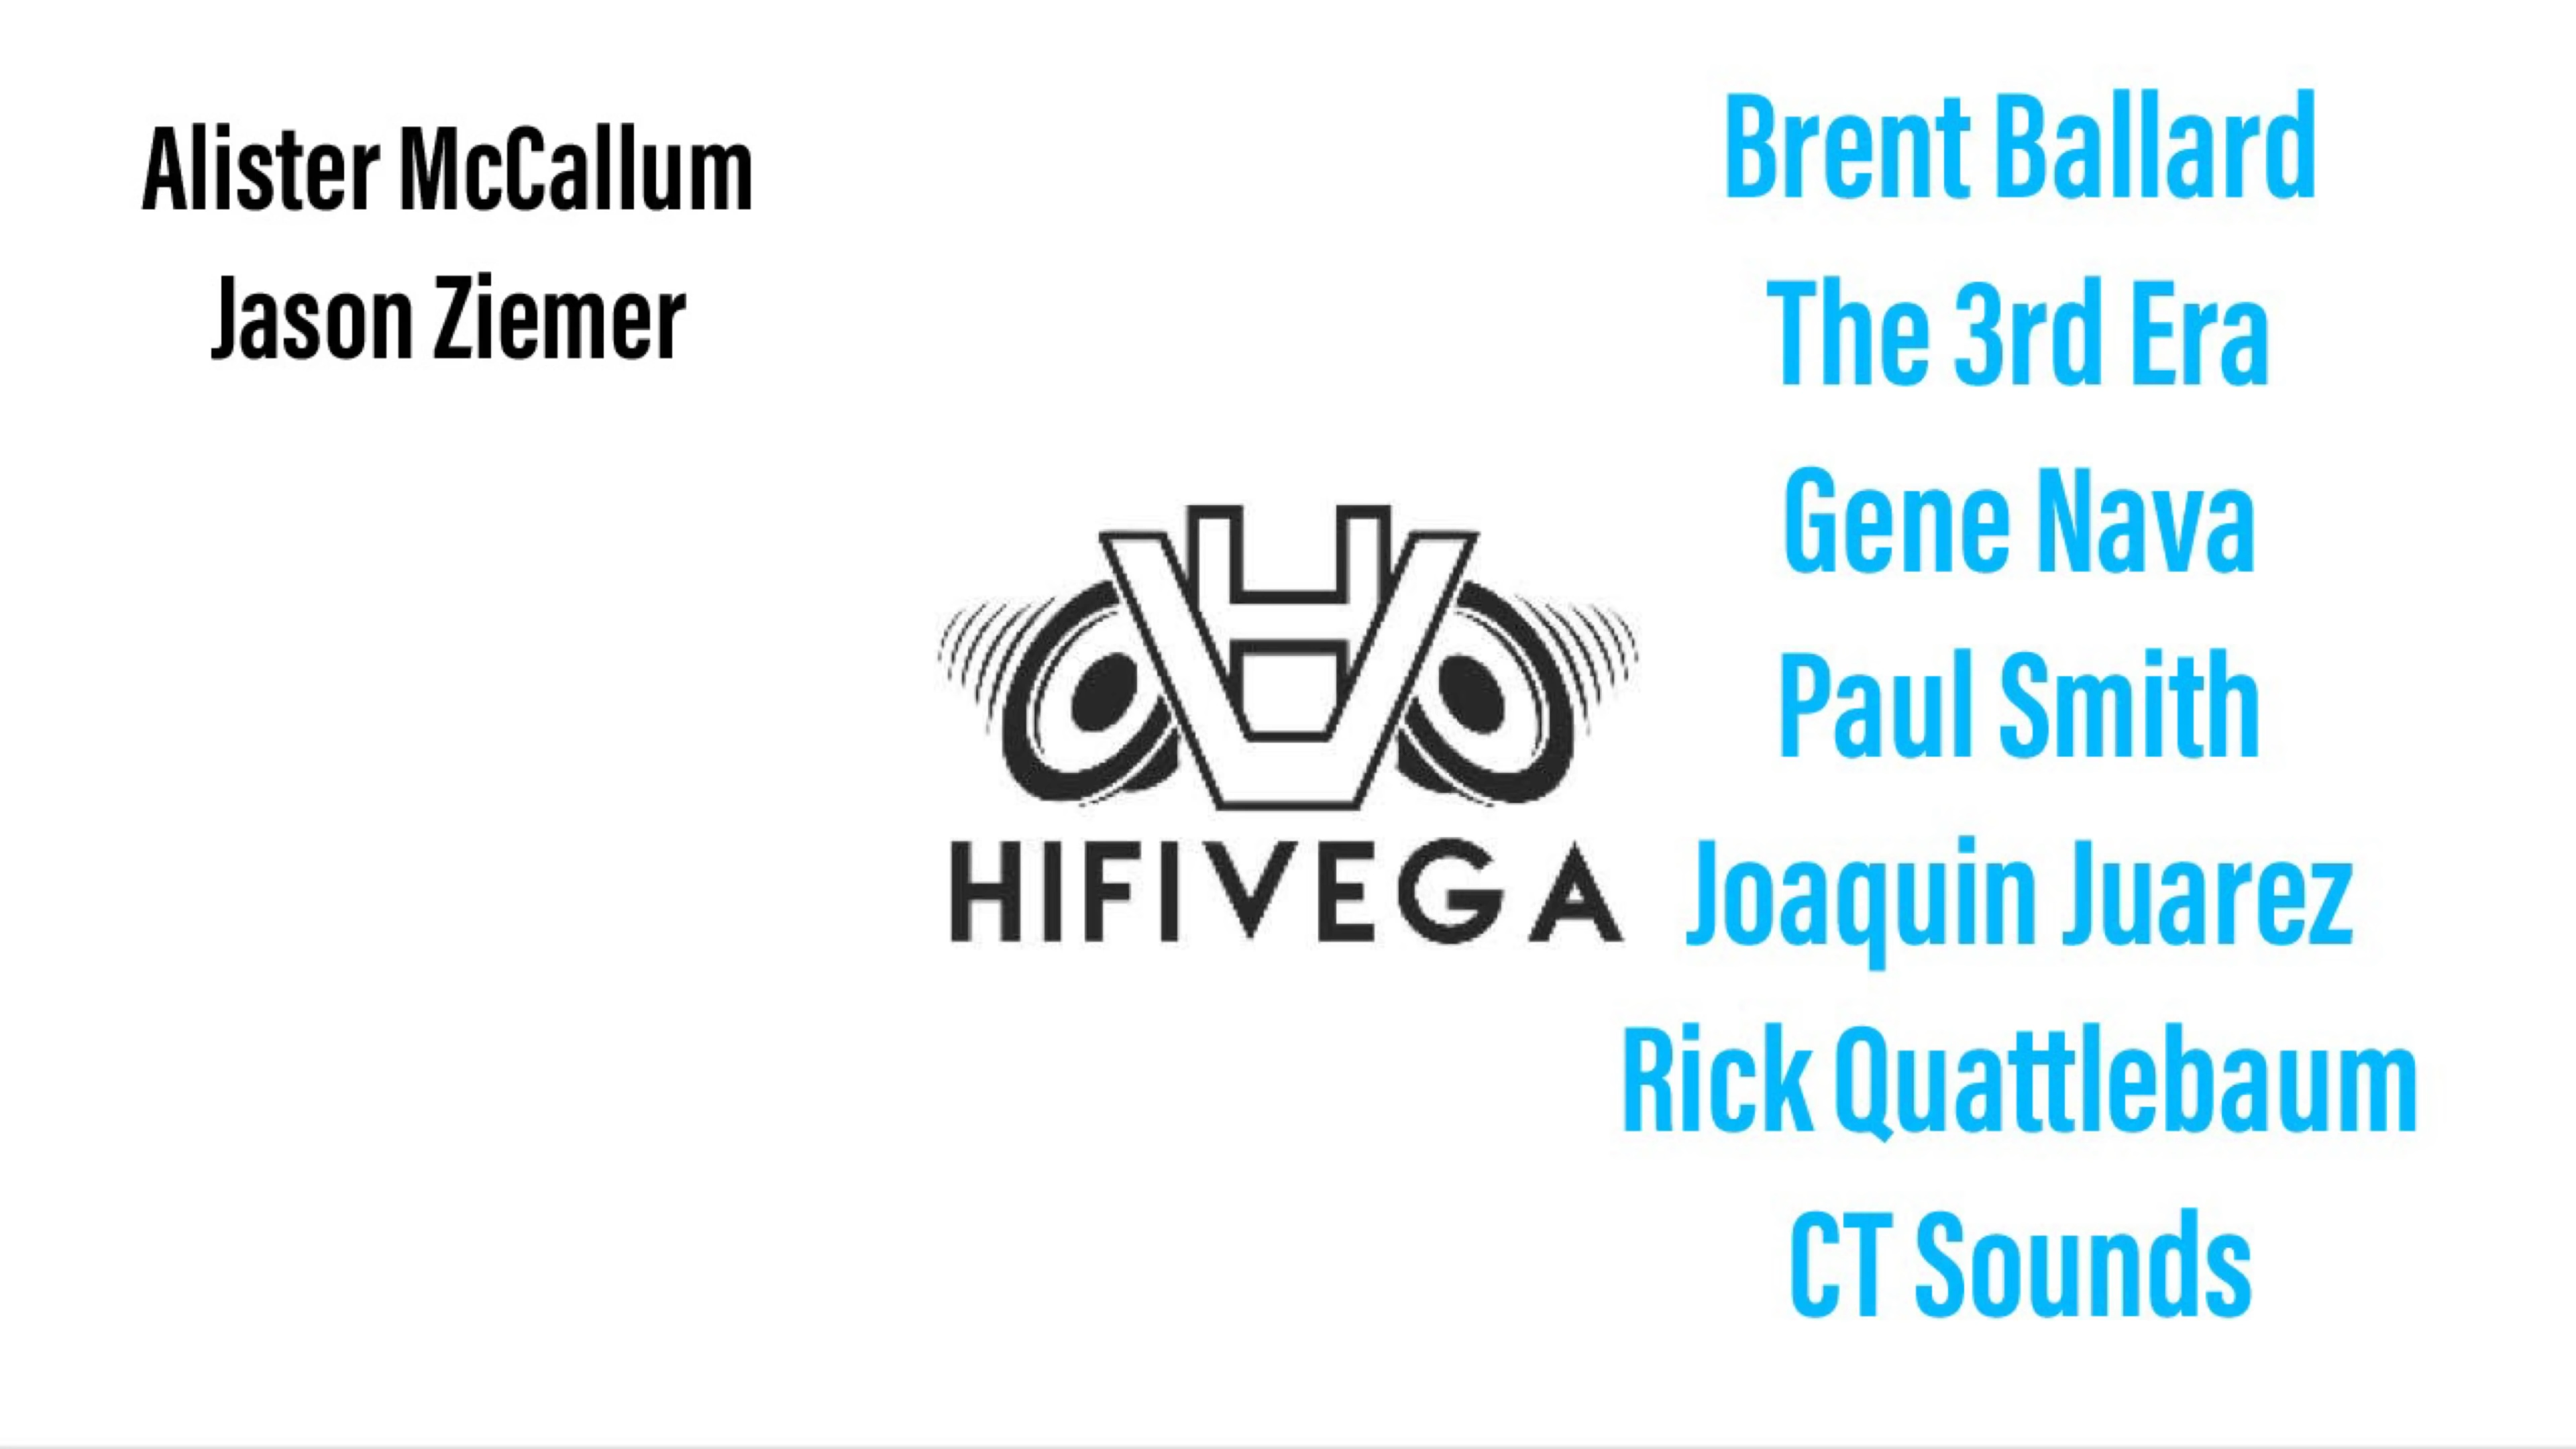 Alister McCallum
Jason Ziemer
HIFIVEGA
Brent Ballard
The 3rd Era
Gene Nava
Paul Smith
Joaquin Juarez
Rick Quattlebaum
CT Sounds